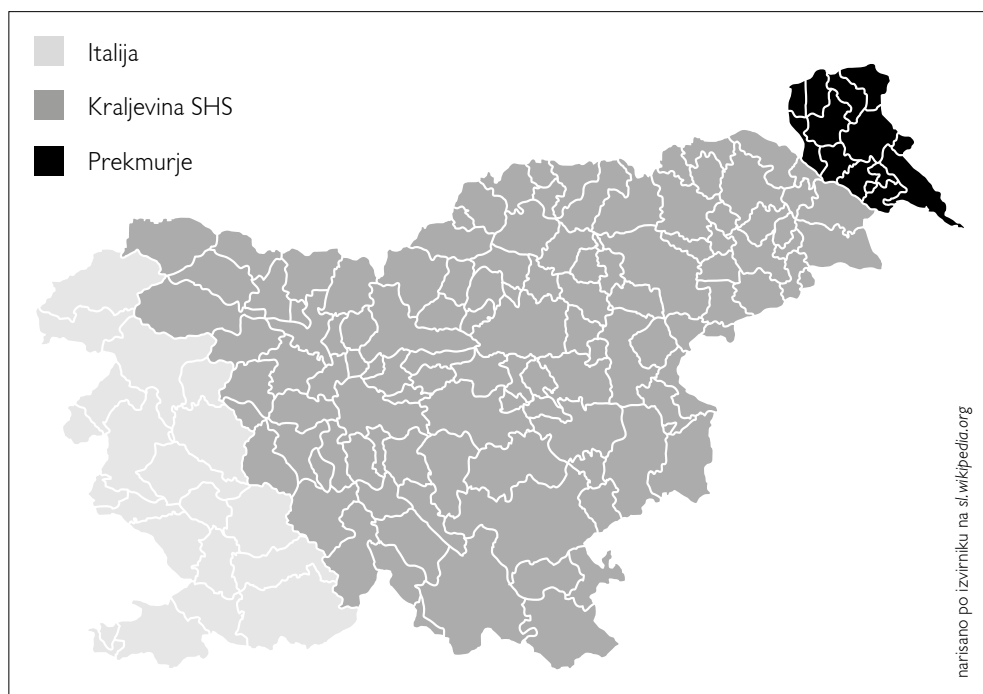 Italija
Kraljevina SHS
Prekmurje
narisano po izvirniku na sl.wikipedia.org